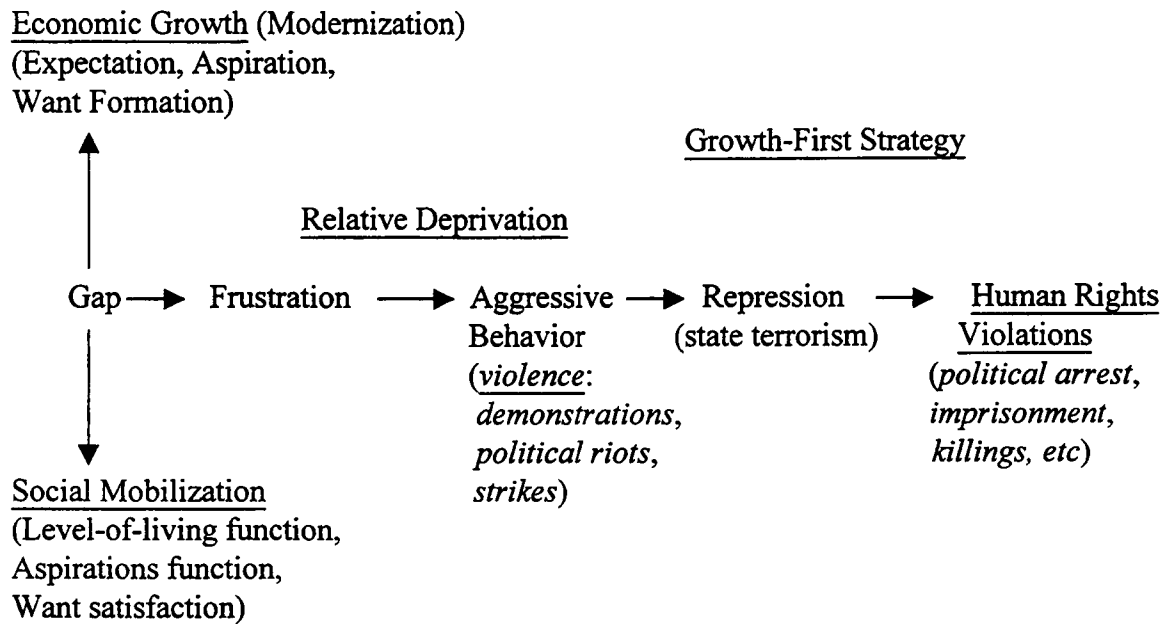 Economic Growth (Modernization)
(Expectation, Aspiration,
Want Formation)
Growth-First Strategy
Relative Deprivation
Gap Frustration Aggressive Repression Human Rights
Behavior (state terrorism) Violations
(violence: (political arrest,
demonstrations, imprisonment,
political riots, killings, etc)
strikes)
Social Mobilization
(Level-of-living function,
Aspirations function,
Want satisfaction)